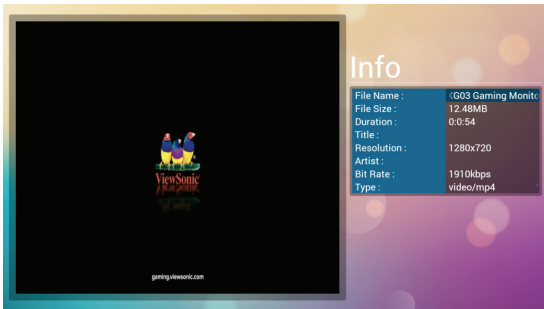 ViewSonic
gaming.viewsonic.com
Info
File Name : 《G03 Gaming Monito
File Size : 12.48MB
Duration : 0:0:54
Title :
Resolution : 1280x720
Artist :
Bit Rate : 1910kbps
Type : video/mp4